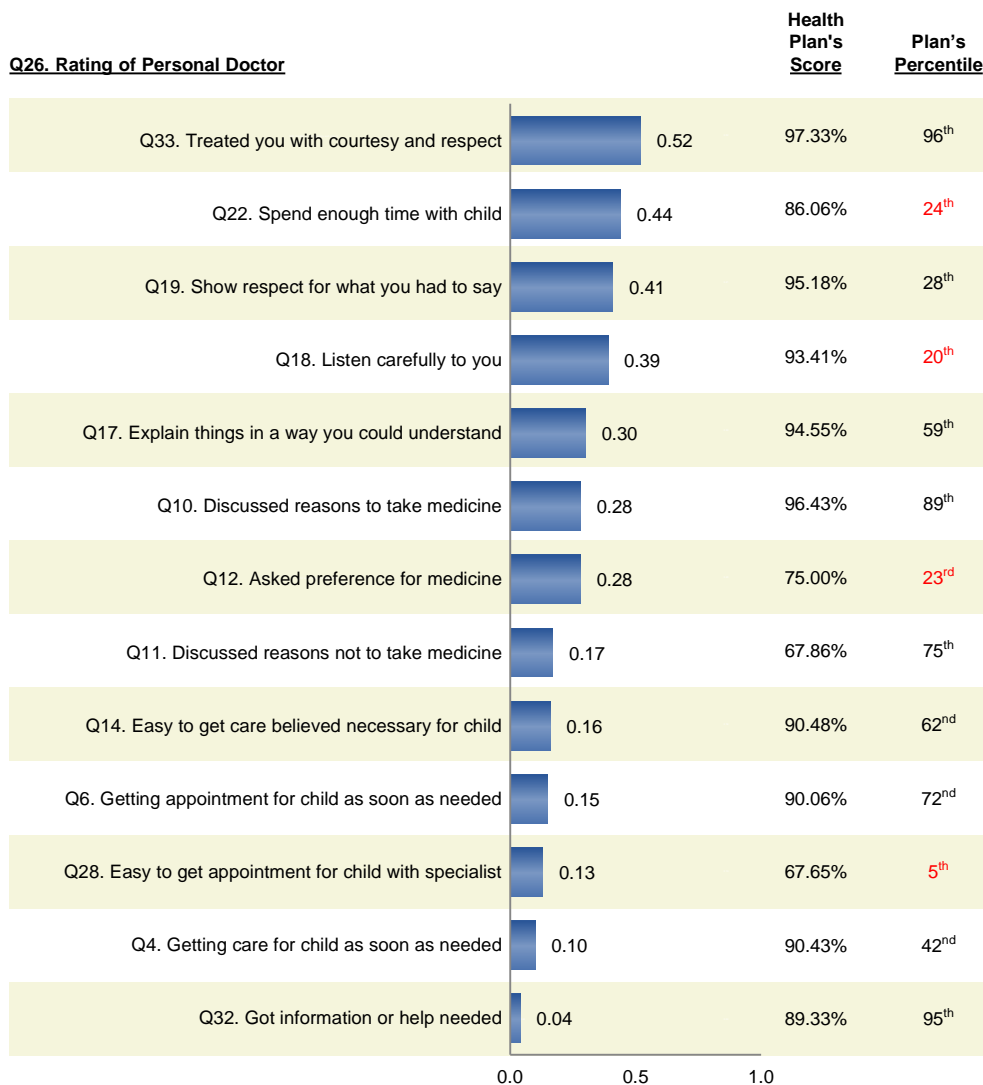 Health
Plan's
Score
Plan’s
Percentile
Q26. Rating of Personal Doctor
Q33. Treated you with courtesy and respect 0.52 97.33% 96th
Q22. Spend enough time with child 0.44 86.06% 24th
Q19. Show respect for what you had to say 0.41 95.18% 28th
Q18. Listen carefully to you 0.39 93.41% 20th
Q17. Explain things in a way you could understand 0.30 94.55% 59th
Q10. Discussed reasons to take medicine 0.28 96.43% 89th
Q12. Asked preference for medicine 0.28 75.00% 23rd
Q11. Discussed reasons not to take medicine 0.17 67.86% 75th
Q14. Easy to get care believed necessary for child 0.16 90.48% 62nd
Q6. Getting appointment for child as soon as needed 0.15 90.06% 72nd
Q28. Easy to get appointment for child with specialist 0.13 67.65% 5th
Q4. Getting care for child as soon as needed 0.10 90.43% 42nd
Q32. Got information or help needed 0.04 89.33% 95th
0.0 0.5 1.0